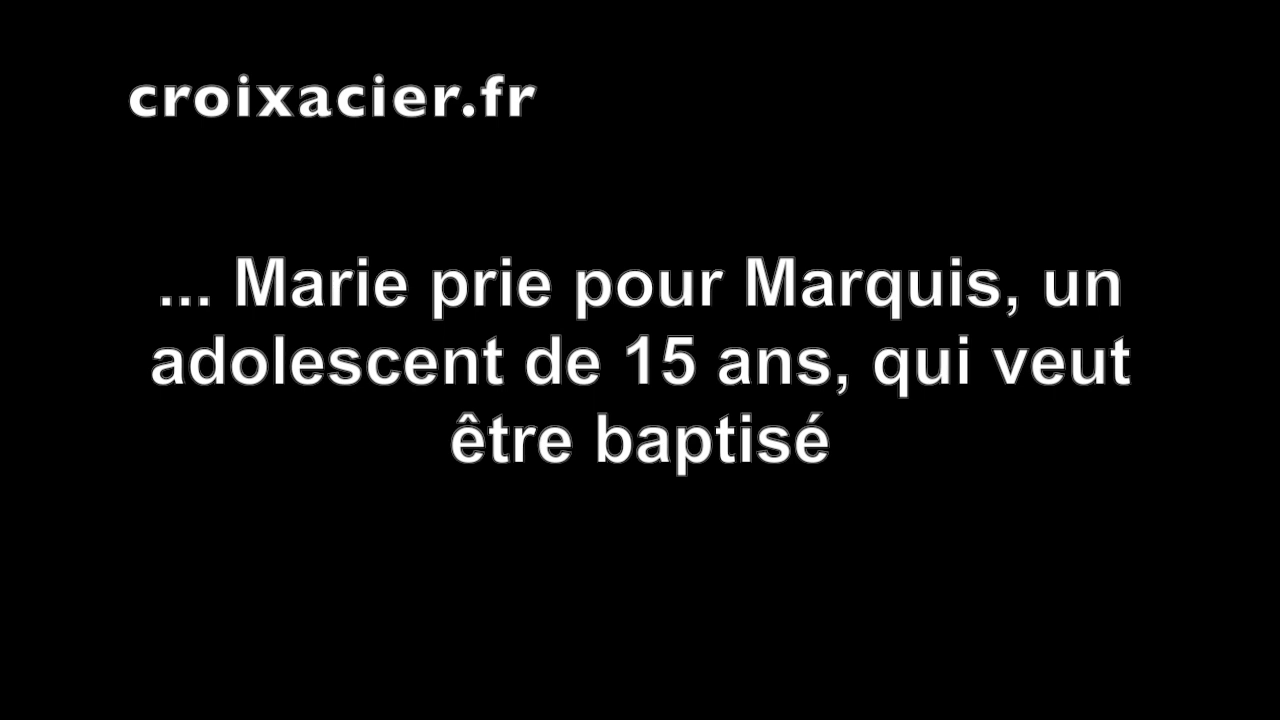 croixacier.fr
... Marie prie pour Marquis, un
adolescent de 15 ans, qui veut
être baptisé